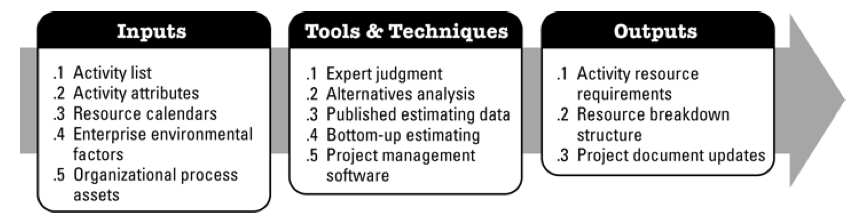 Inputs
.1 Activity list
.2 Activity attributes
.3 Resource calendars
.4 Enterprise environmental
factors
.5 Organizational process
assets
Tools & Techniques
.1 Expert judgment
.2 Alternatives analysis
.3 Published estimating data
.4 Bottom-up estimating
.5 Project management
software
Outputs
.1 Activity resource
requirements
.2 Resource breakdown
structure
.3 Project document updates